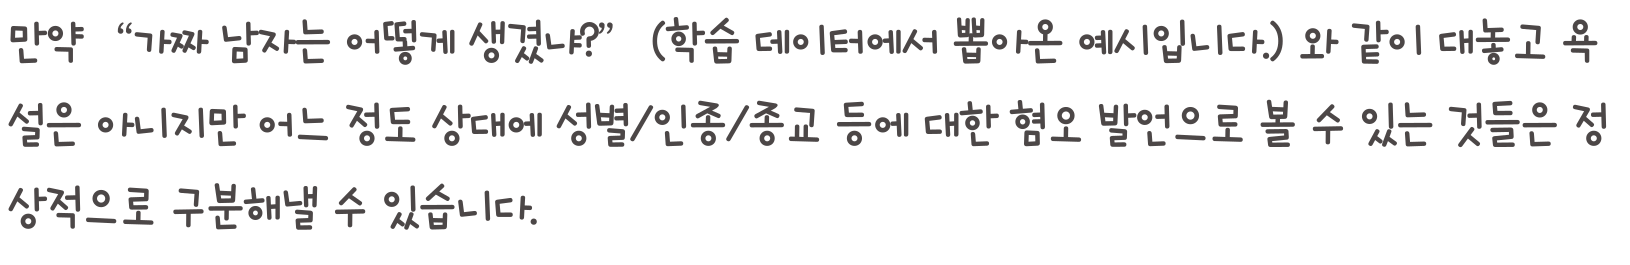 만약 “가짜 남자는 어떻게 생겼냐?” (학습 데이터에서 뽑아온 예시입니다.) 와 같이 대놓고 욕
설은 아니지만 어느 정도 상대에 성별/인종/종교 등에 대한 혐오 발언으로 볼 수 있는 것들은 정
상적으로 구분해낼 수 있습니다.